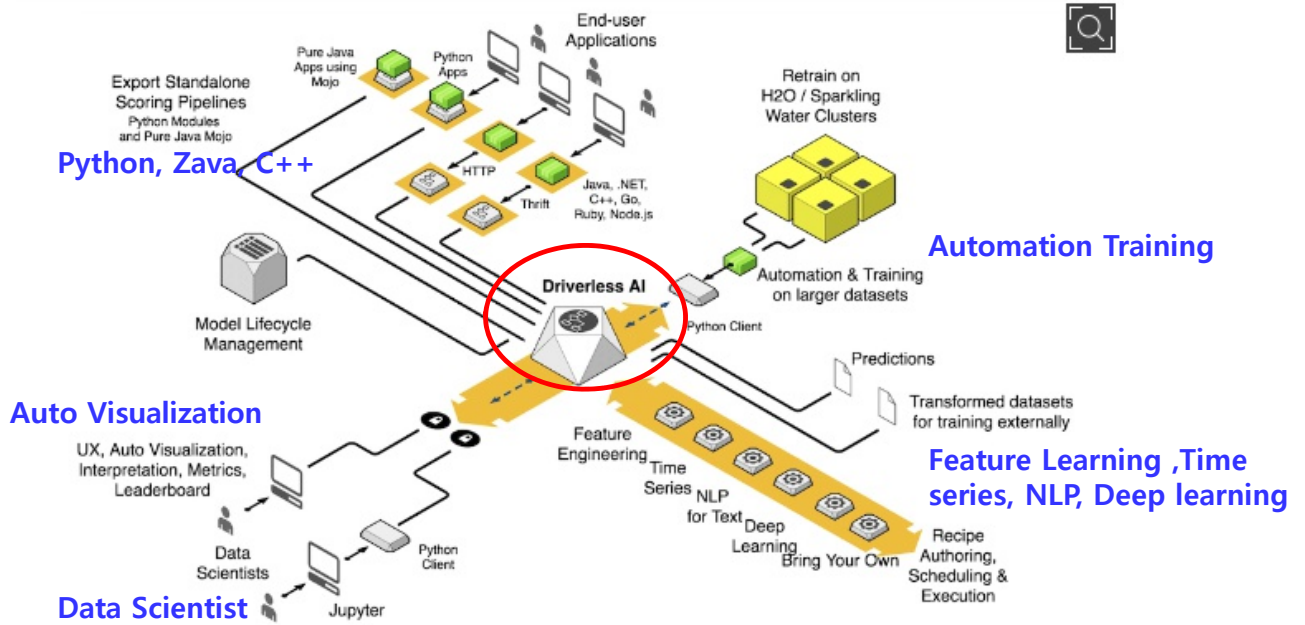 End-user
Applications
Pure Java
Apps using
Mojo
Python
Apps
Export Standalone
Scoring Pipelines
Python Modules
and Pure Java Mojo
Python, Zava, C++
HTTP
Thrift
Java, .NET,
C++, Go,
Ruby, Node.js
Retrain on
H2O / Sparkling
Water Clusters
Automation Training
Automation & Training
on larger datasets
Python Client
Driverless AI
Model Lifecycle
Management
Predictions
Transformed datasets
for training externally
Auto Visualization
UX, Auto Visualization,
Interpretation, Metrics,
Leaderboard
Feature
Engineering
Time
Series
NLP
for Text
Deep
Learning
Bring Your Own
Recipe
Authoring,
Scheduling &
Execution
Feature Learning ,Time
series, NLP, Deep learning
Data
Scientists
Python
Client
Data Scientist
Jupyter